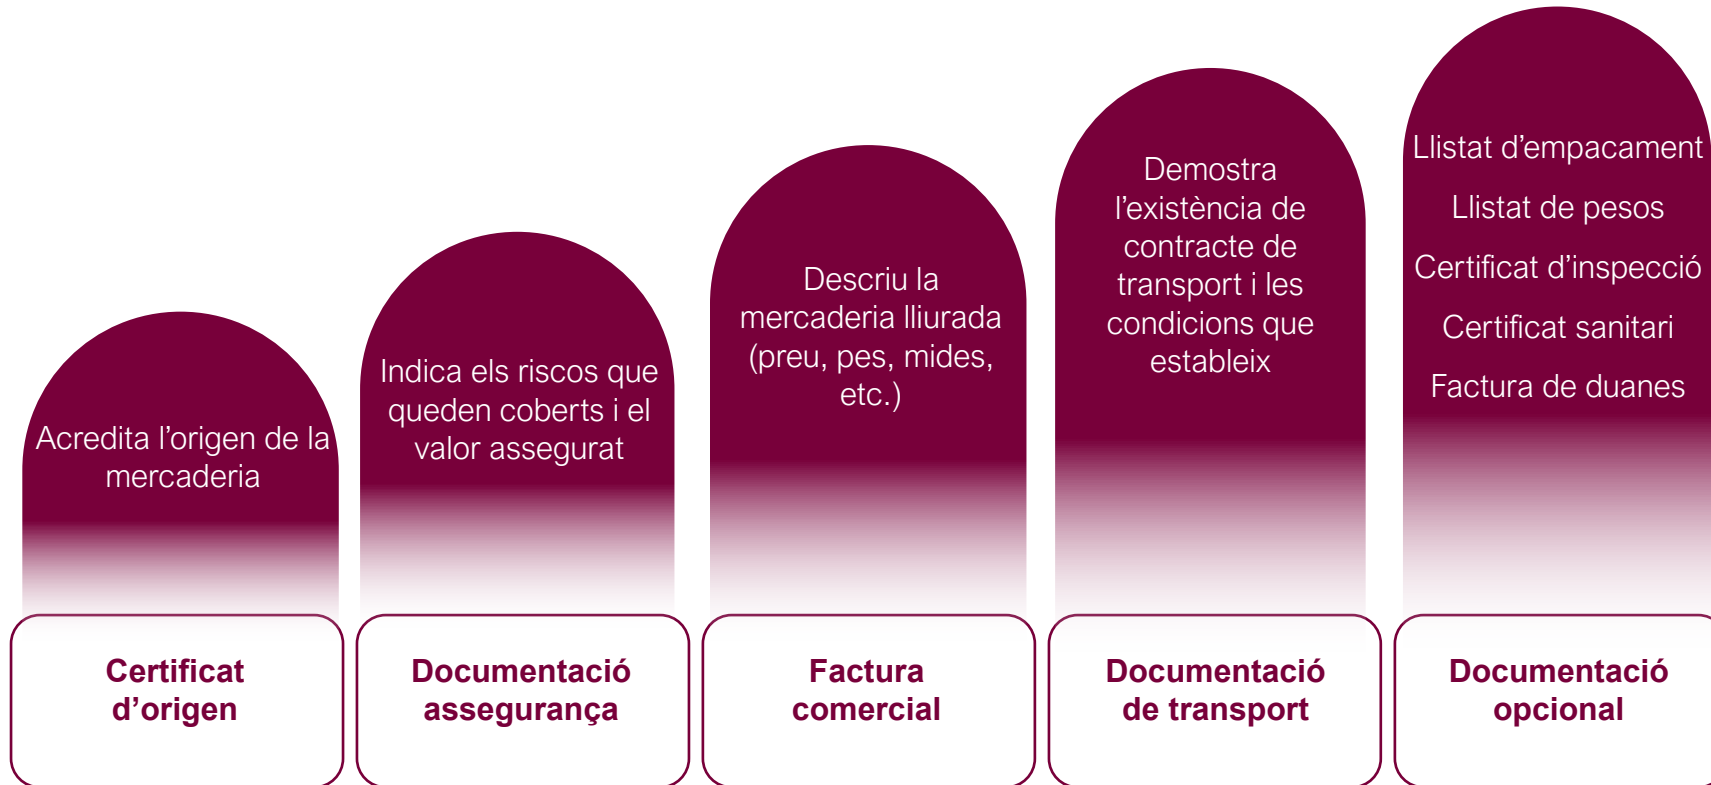 Acredita l’origen de la
mercaderia
Certificat
d’origen
Indica els riscos que
queden coberts i el
valor assegurat
Documentació
assegurança
Descriu la
mercaderia lliurada
(preu, pes, mides,
etc.)
Factura
comercial
Demostra
l’existència de
contracte de
transport i les
condicions que
estableix
Documentació
de transport
Llistat d’empacament
Llistat de pesos
Certificat d’inspecció
Certificat sanitari
Factura de duanes
Documentació
opcional